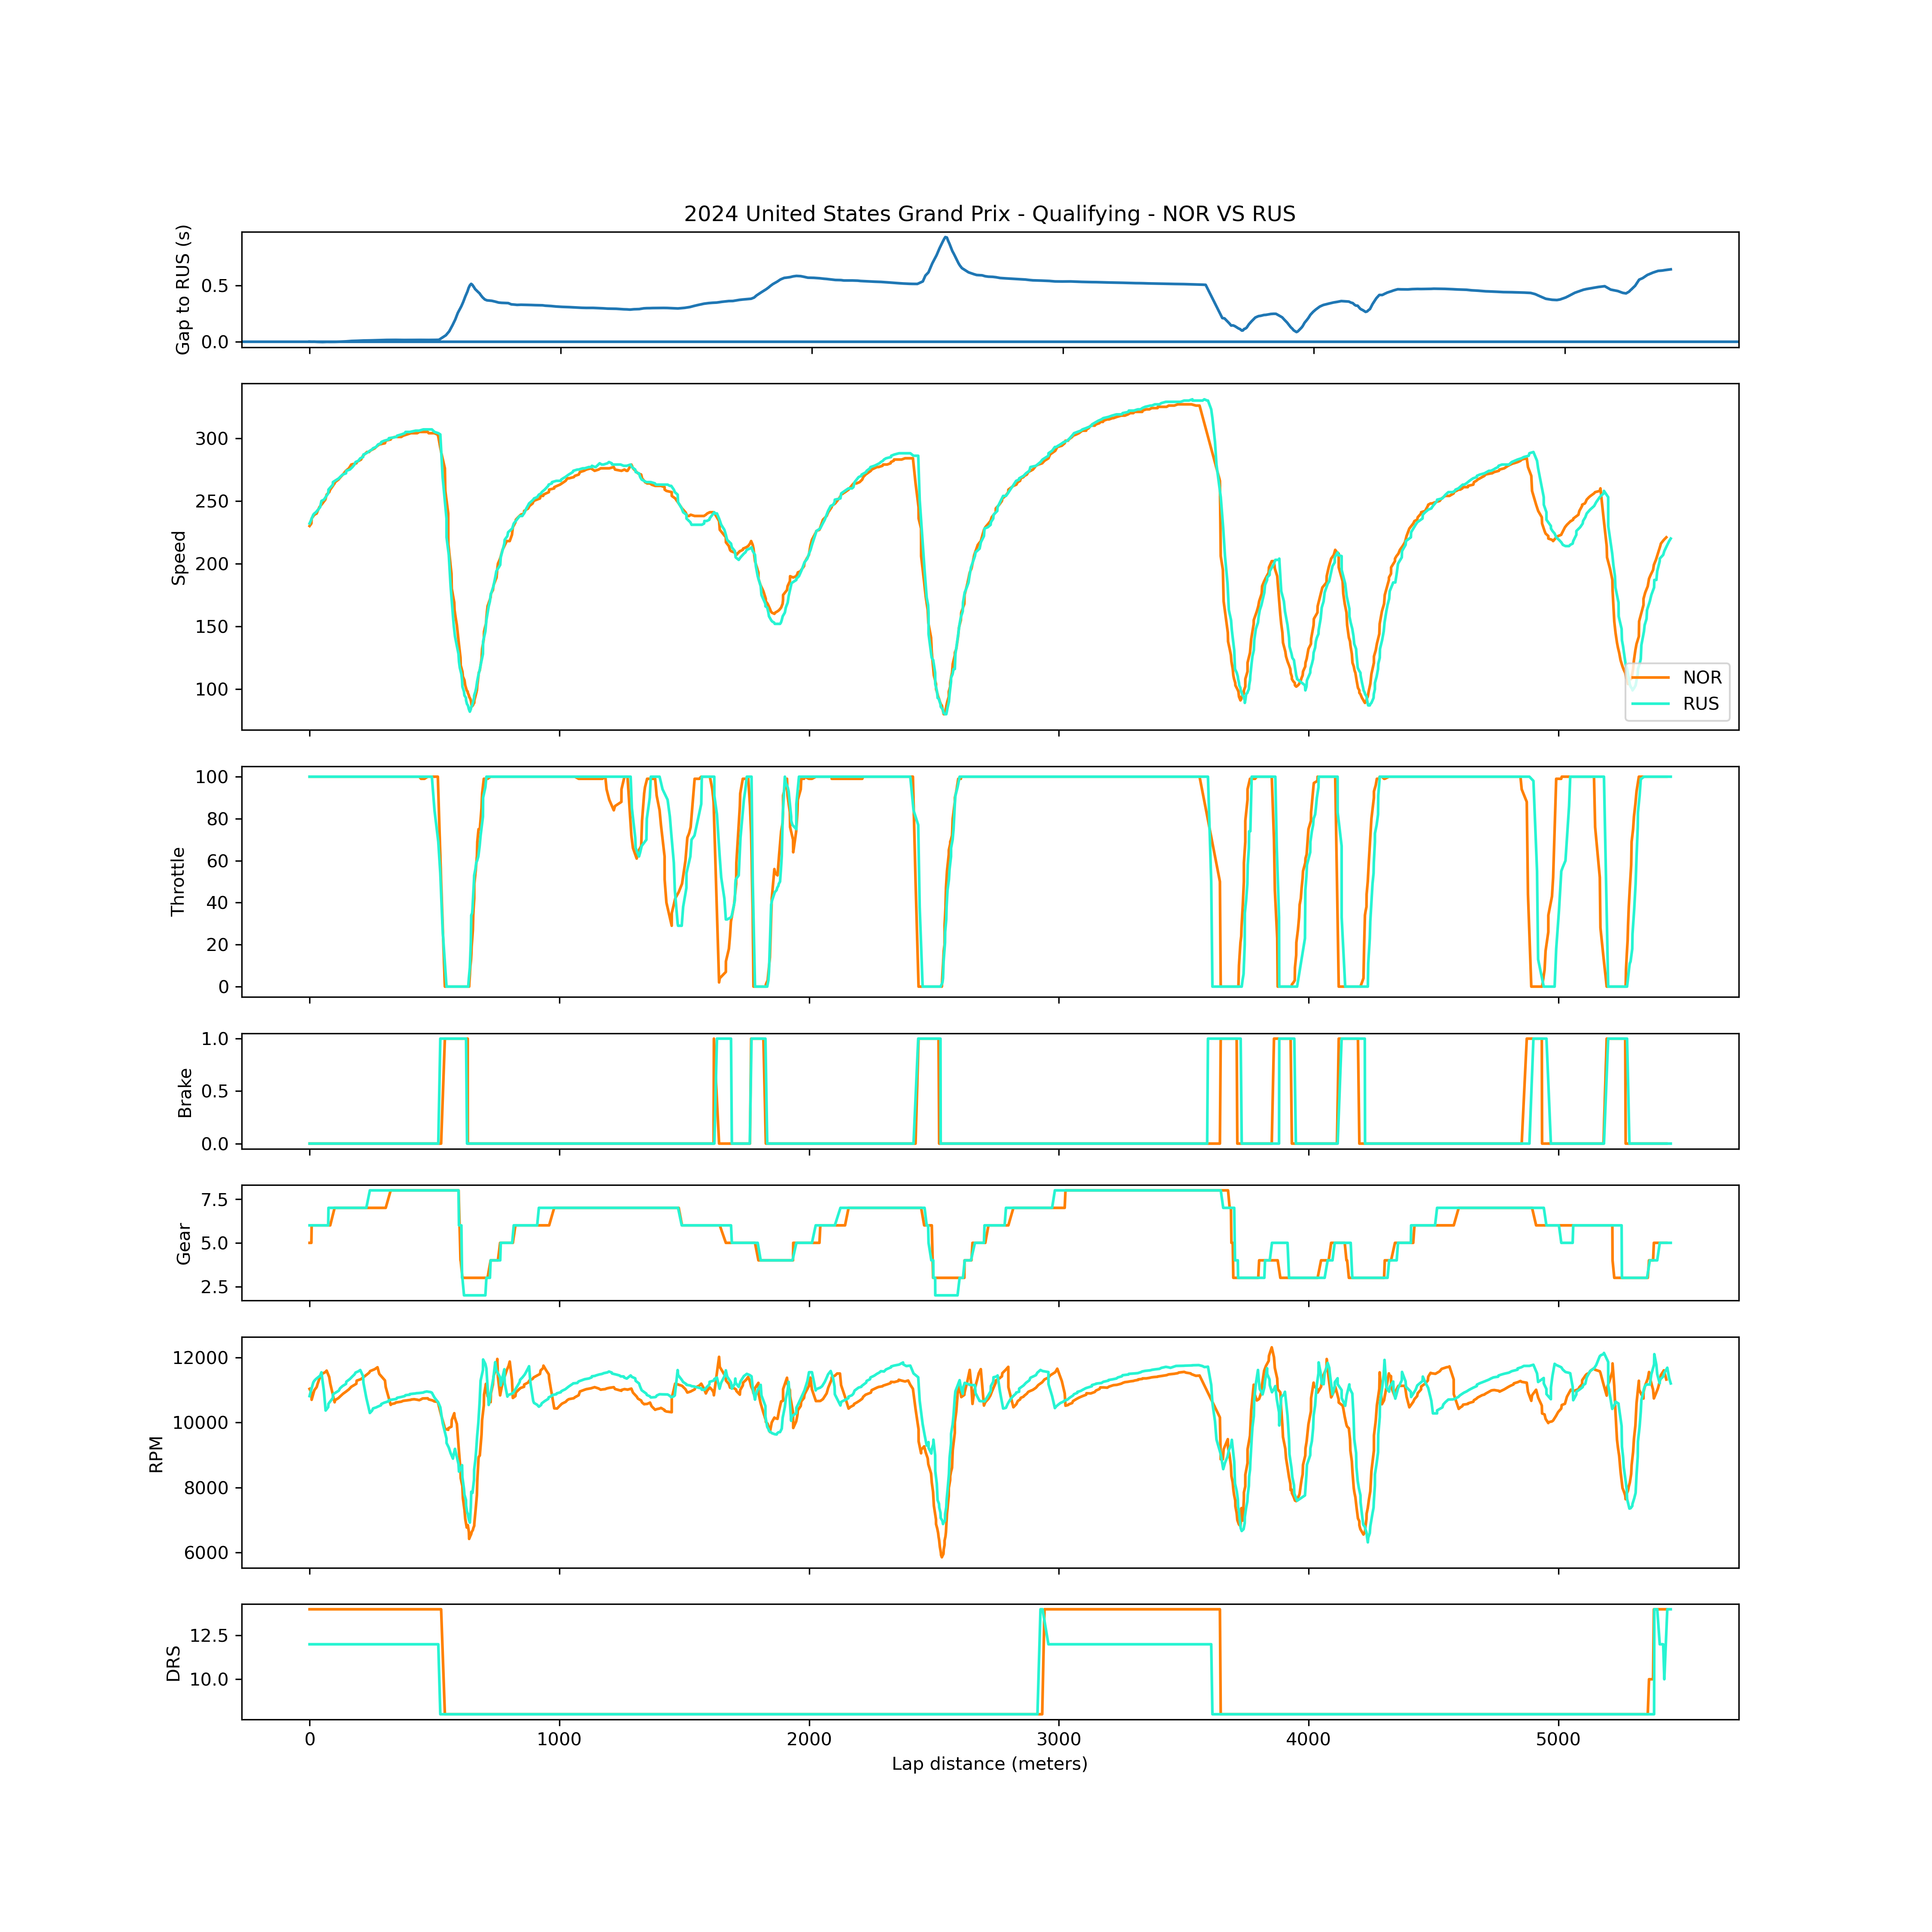 2024 United States Grand Prix - Qualifying - NOR VS RUS
Gap to RUS (s)
0.5
0.0
Speed
300
250
200
150
100
NOR
RUS
Throttle
100
80
60
40
20
0
Brake
1.0
0.5
0.0
Gear
7.5
5.0
2.5
RPM
12000
10000
8000
6000
DRS
12.5
10.0
0 1000 2000 3000 4000 5000
Lap distance (meters)